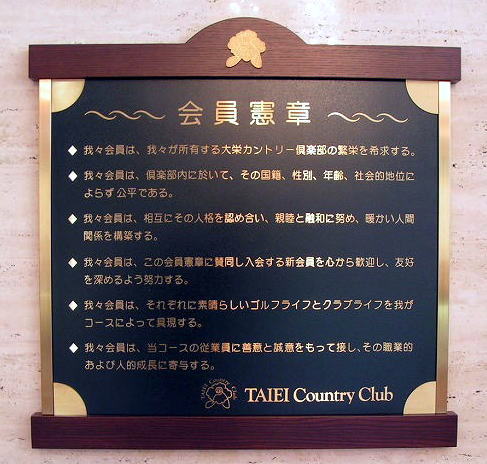 会員憲章
◆ 我々会員は、我々が所有する大栄カントリー倶楽部の繁栄を希求する。
◆ 我々会員は、倶楽部内に於いて、その国籍、性別、年齢、社会的地位に
よらず公平である。
◆ 我々会員は、相互にその人格を認め合い、親睦と融和に努め、暖かい人間
関係を構築する。
◆ 我々会員は、この会員憲章に賛同し入会する新会員を心から歓迎し、友好
を深めるよう努力する。
◆ 我々会員は、それぞれに素晴らしいゴルフライフとクラブライフを我が
コースによって具現する。
◆ 我々会員は、当コースの従業員に善意と誠意をもって接し、その職業的
および人的成長に寄与する。
TAIEI Country Club
TAIEI Country Club